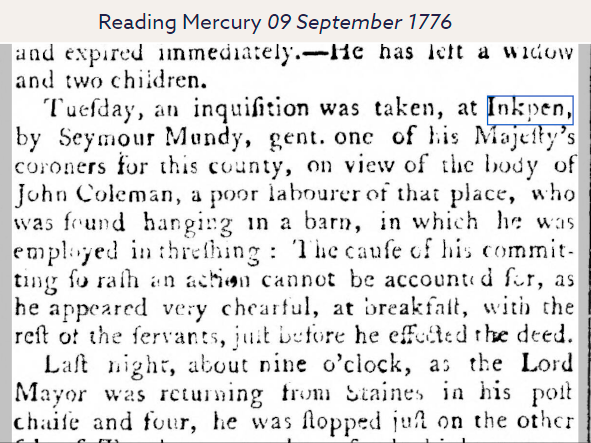 Reading Mercury 09 September 1776
and expired immediately.—He has left a widow
and two children.
Tueſday, an inquiſition was taken, at Inkpen,
by Seymour Mundy, gent. one of his Majeſty's
coroners for this county, on view of the body of
John Coleman, a poor labourer of that place, who
was found hanging in a barn, in which he was
employed in threſhing : The cauſe of his commit-
ting ſo raſh an action cannot be accounted for, as
he appeared very chearful, at breakfaſt, with the
reſt of the ſervants, juſt before he effected the deed.
Laſt night, about nine o'clock, as the Lord
Mayor was returning from Staines in his poſt
chaiſe and four, he was ſtopped juſt on the other